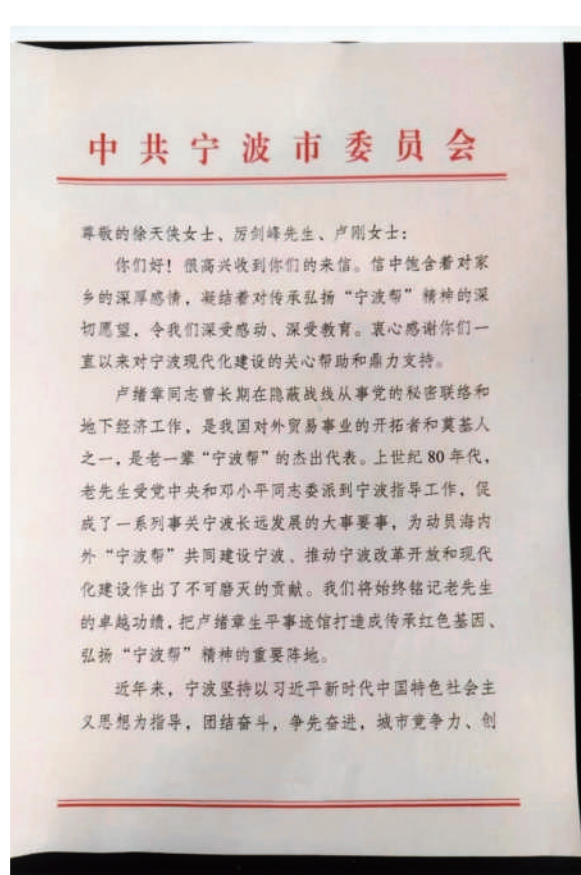 中共宁波市委员会
尊敬的徐天侠女士、厉剑峰先生、卢刚女士：
你们好！很高兴收到你们的来信。信中饱含着对家
乡的深厚感情，凝结着对传承弘扬“宁波帮”精神的深
切愿望，令我们深受感动、深受教育。衷心感谢你们一
直以来对宁波现代化建设的关心帮助和鼎力支持。
卢绪章同志曾长期在隐蔽战线从事党的秘密联络和
地下经济工作，是我国对外贸易事业的开拓者和奠基人
之一，是老一辈“宁波帮”的杰出代表。上世纪80年代，
老先生受党中央和邓小平同志委派到宁波指导工作，促
成了一系列事关宁波长远发展的大事要事，为动员海内
外“宁波帮”共同建设宁波、推动宁波改革开放和现代
化建设作出了不可磨灭的贡献。我们将始终铭记老先生
的卓越功绩，把卢绪章生平事迹馆打造成传承红色基因、
弘扬“宁波帮”精神的重要阵地。
近年来，宁波坚持以习近平新时代中国特色社会主
义思想为指导，团结奋斗，争先奋进，城市竞争力、创